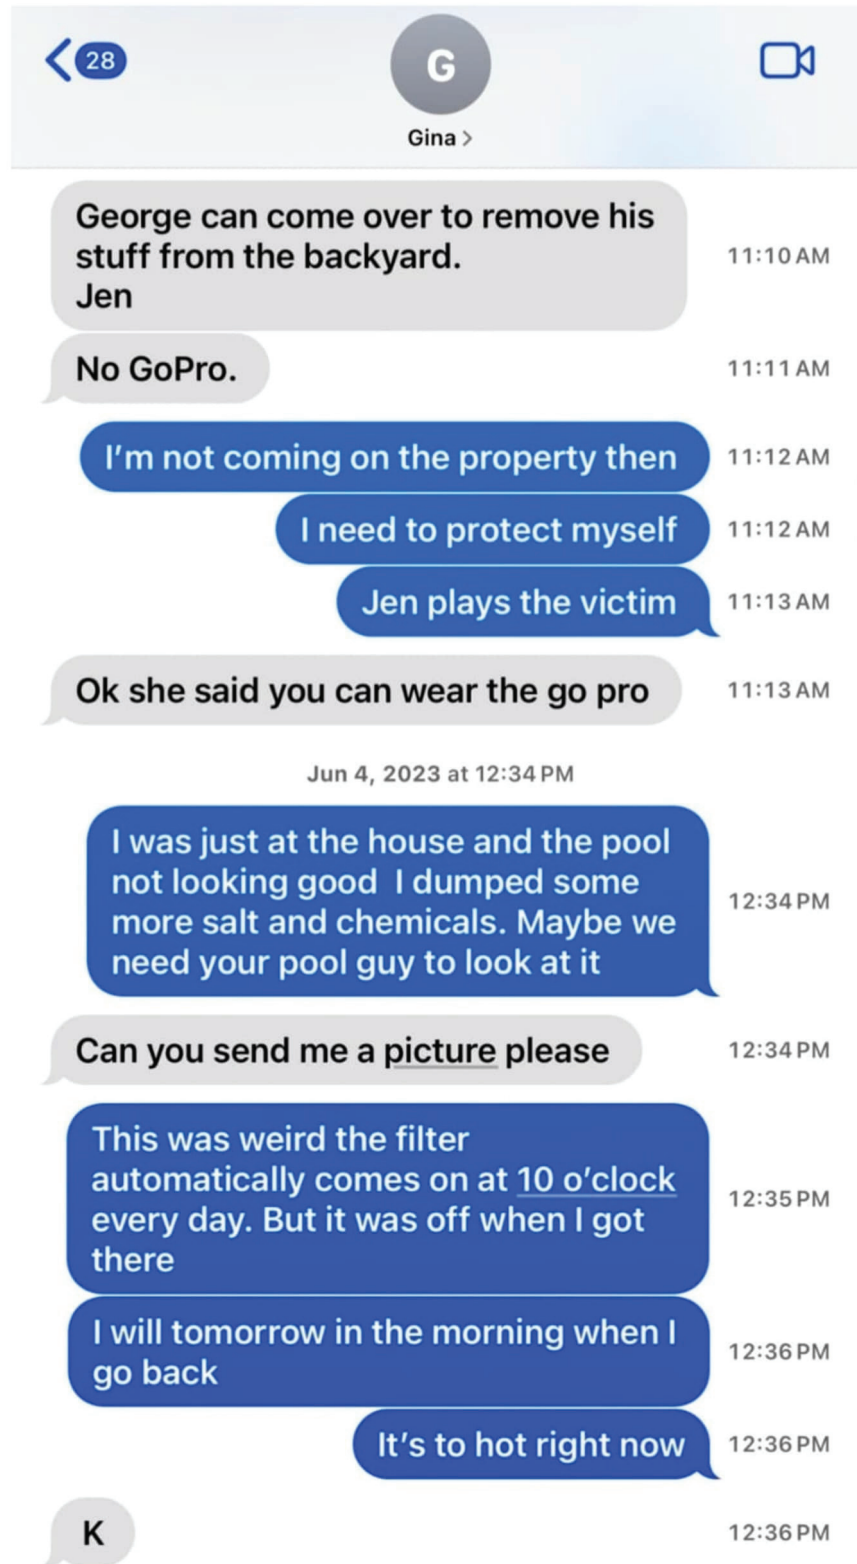 28
G
Gina >
George can come over to remove his
stuff from the backyard.
Jen
11:10 AM
No GoPro.
11:11 AM
I'm not coming on the property then
11:12 AM
I need to protect myself
11:12 AM
Jen plays the victim
11:13 AM
Ok she said you can wear the go pro
11:13 AM
Jun 4, 2023 at 12:34 PM
I was just at the house and the pool
not looking good  I dumped some
more salt and chemicals. Maybe we
need your pool guy to look at it
12:34 PM
Can you send me a picture please
12:34 PM
This was weird the filter
automatically comes on at 10 o'clock
every day. But it was off when I got
there
12:35 PM
I will tomorrow in the morning when I
go back
12:36 PM
It's to hot right now
12:36 PM
K
12:36 PM